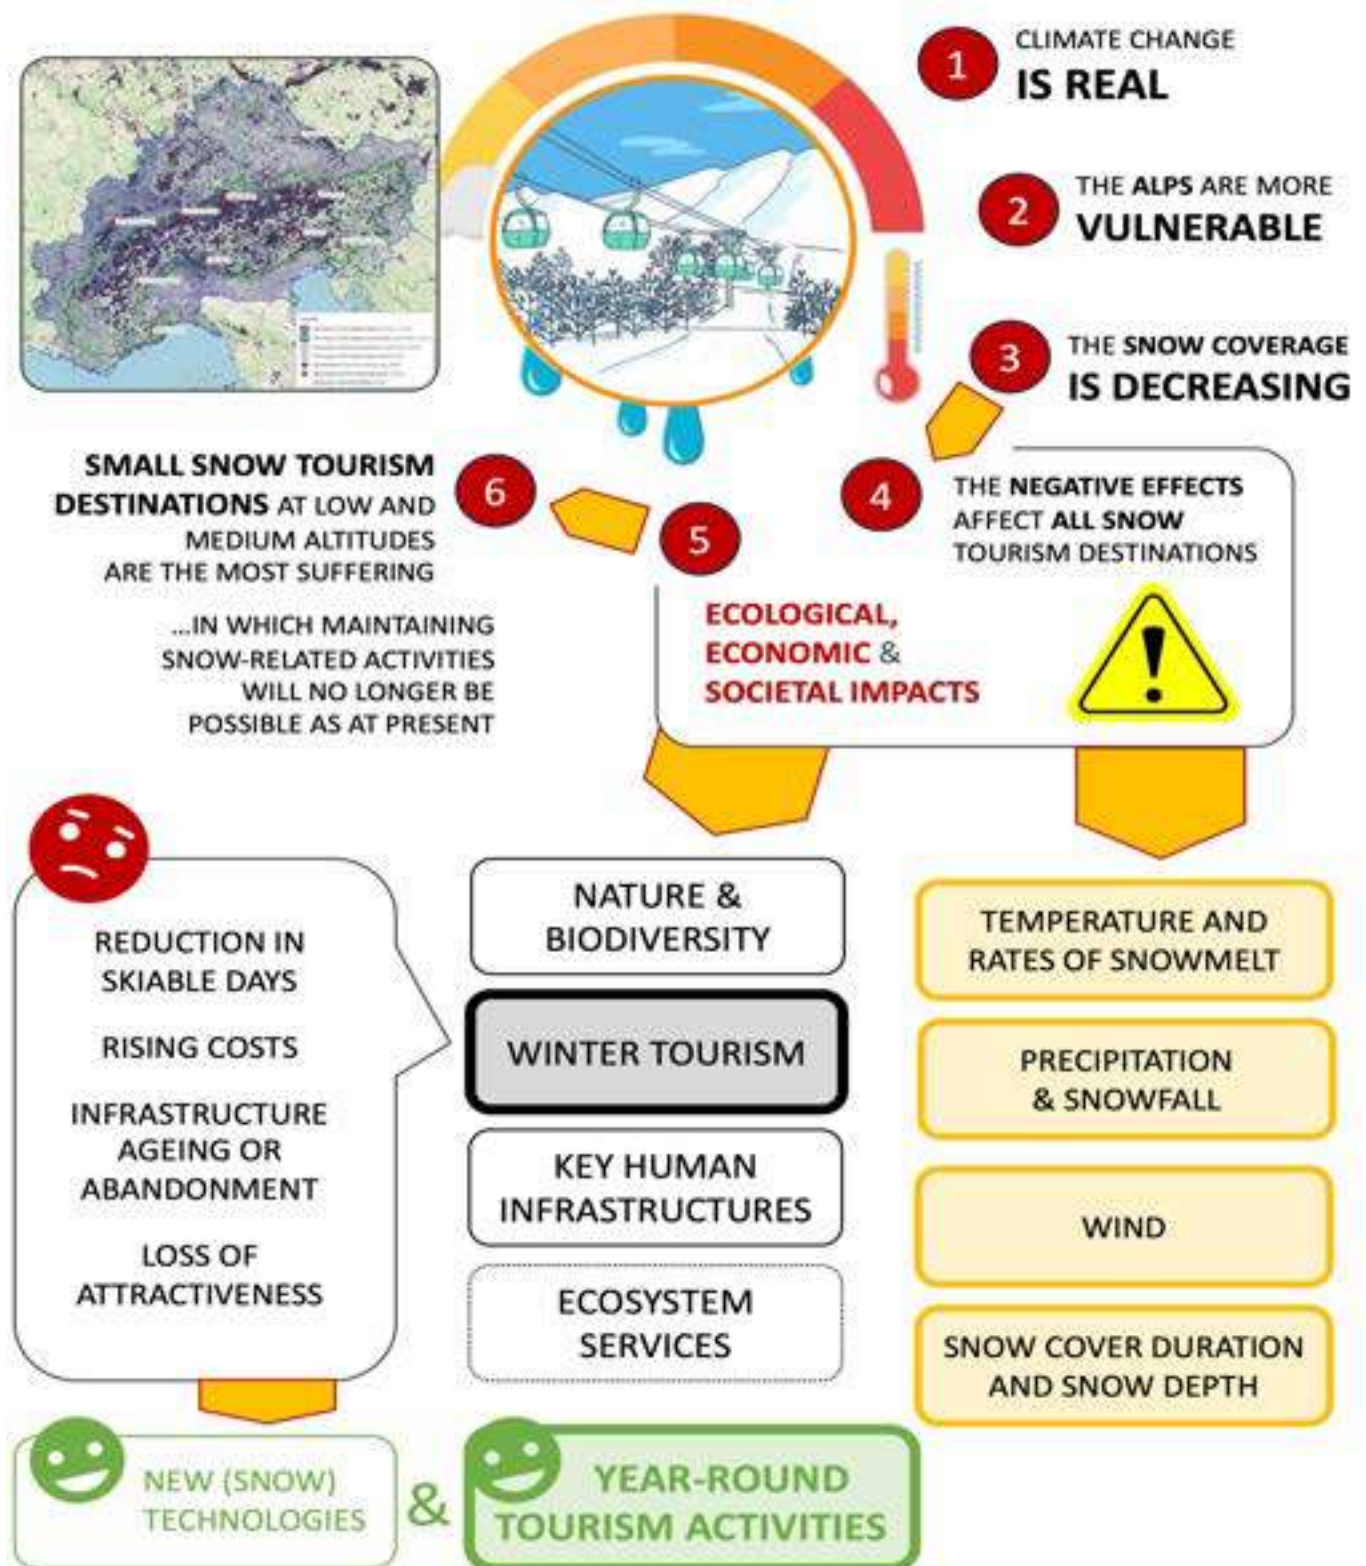 1
CLIMATE CHANGE
IS REAL
2
THE ALPS ARE MORE
VULNERABLE
3
THE SNOW COVERAGE
IS DECREASING
4
THE NEGATIVE EFFECTS
AFFECT ALL SNOW
TOURISM DESTINATIONS
5
ECOLOGICAL,
ECONOMIC &
SOCIETAL IMPACTS
6
SMALL SNOW TOURISM
DESTINATIONS AT LOW AND
MEDIUM ALTITUDES
ARE THE MOST SUFFERING
...IN WHICH MAINTAINING
SNOW-RELATED ACTIVITIES
WILL NO LONGER BE
POSSIBLE AS AT PRESENT
REDUCTION IN
SKIABLE DAYS
RISING COSTS
INFRASTRUCTURE
AGEING OR
ABANDONMENT
LOSS OF
ATTRACTIVENESS
NATURE &
BIODIVERSITY
WINTER TOURISM
KEY HUMAN
INFRASTRUCTURES
ECOSYSTEM
SERVICES
TEMPERATURE AND
RATES OF SNOWMELT
PRECIPITATION
& SNOWFALL
WIND
SNOW COVER DURATION
AND SNOW DEPTH
NEW (SNOW)
TECHNOLOGIES
&
YEAR-ROUND
TOURISM ACTIVITIES